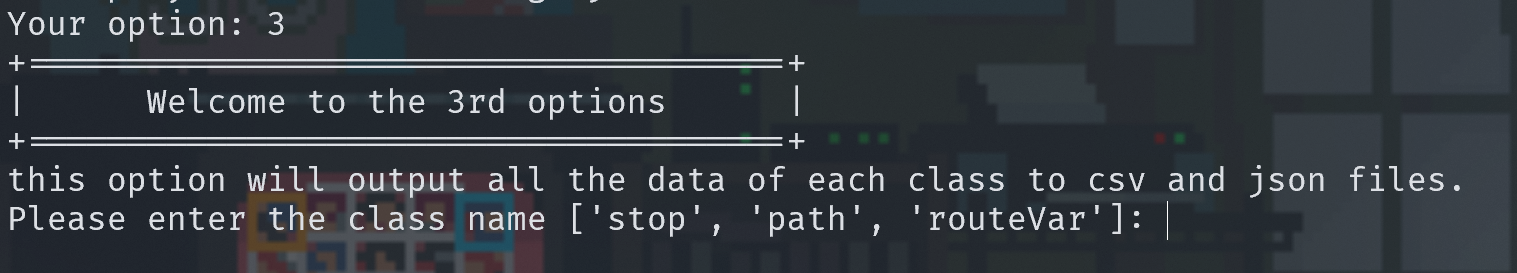 Your option: 3
+==================================================+
|      Welcome to the 3rd options      |
+==================================================+
this option will output all the data of each class to csv and json files.
Please enter the class name ['stop', 'path', 'routeVar']: